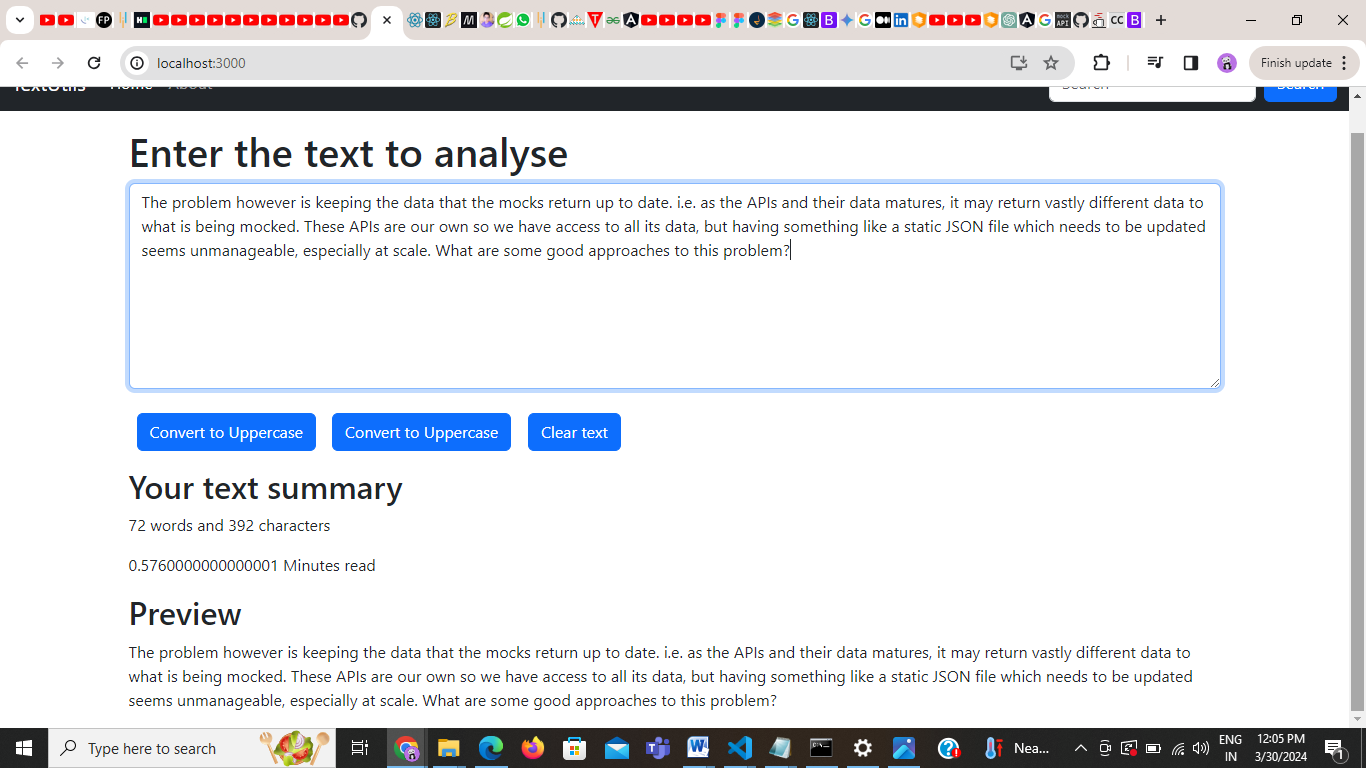 localhost:3000
Finish update
TextUtils Home About
Search
Search
Enter the text to analyse
The problem however is keeping the data that the mocks return up to date. i.e. as the APIs and their data matures, it may return vastly different data to
what is being mocked. These APIs are our own so we have access to all its data, but having something like a static JSON file which needs to be updated
seems unmanageable, especially at scale. What are some good approaches to this problem?
Convert to Uppercase
Convert to Uppercase
Clear text
Your text summary
72 words and 392 characters
0.5760000000000001 Minutes read
Preview
The problem however is keeping the data that the mocks return up to date. i.e. as the APIs and their data matures, it may return vastly different data to
what is being mocked. These APIs are our own so we have access to all its data, but having something like a static JSON file which needs to be updated
seems unmanageable, especially at scale. What are some good approaches to this problem?
Type here to search
Nea...
ENG
IN
12:05 PM
3/30/2024
1